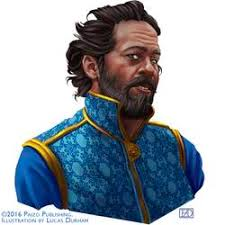 ©2016 Paizo Publishing.
Illustration by Lucas Durham